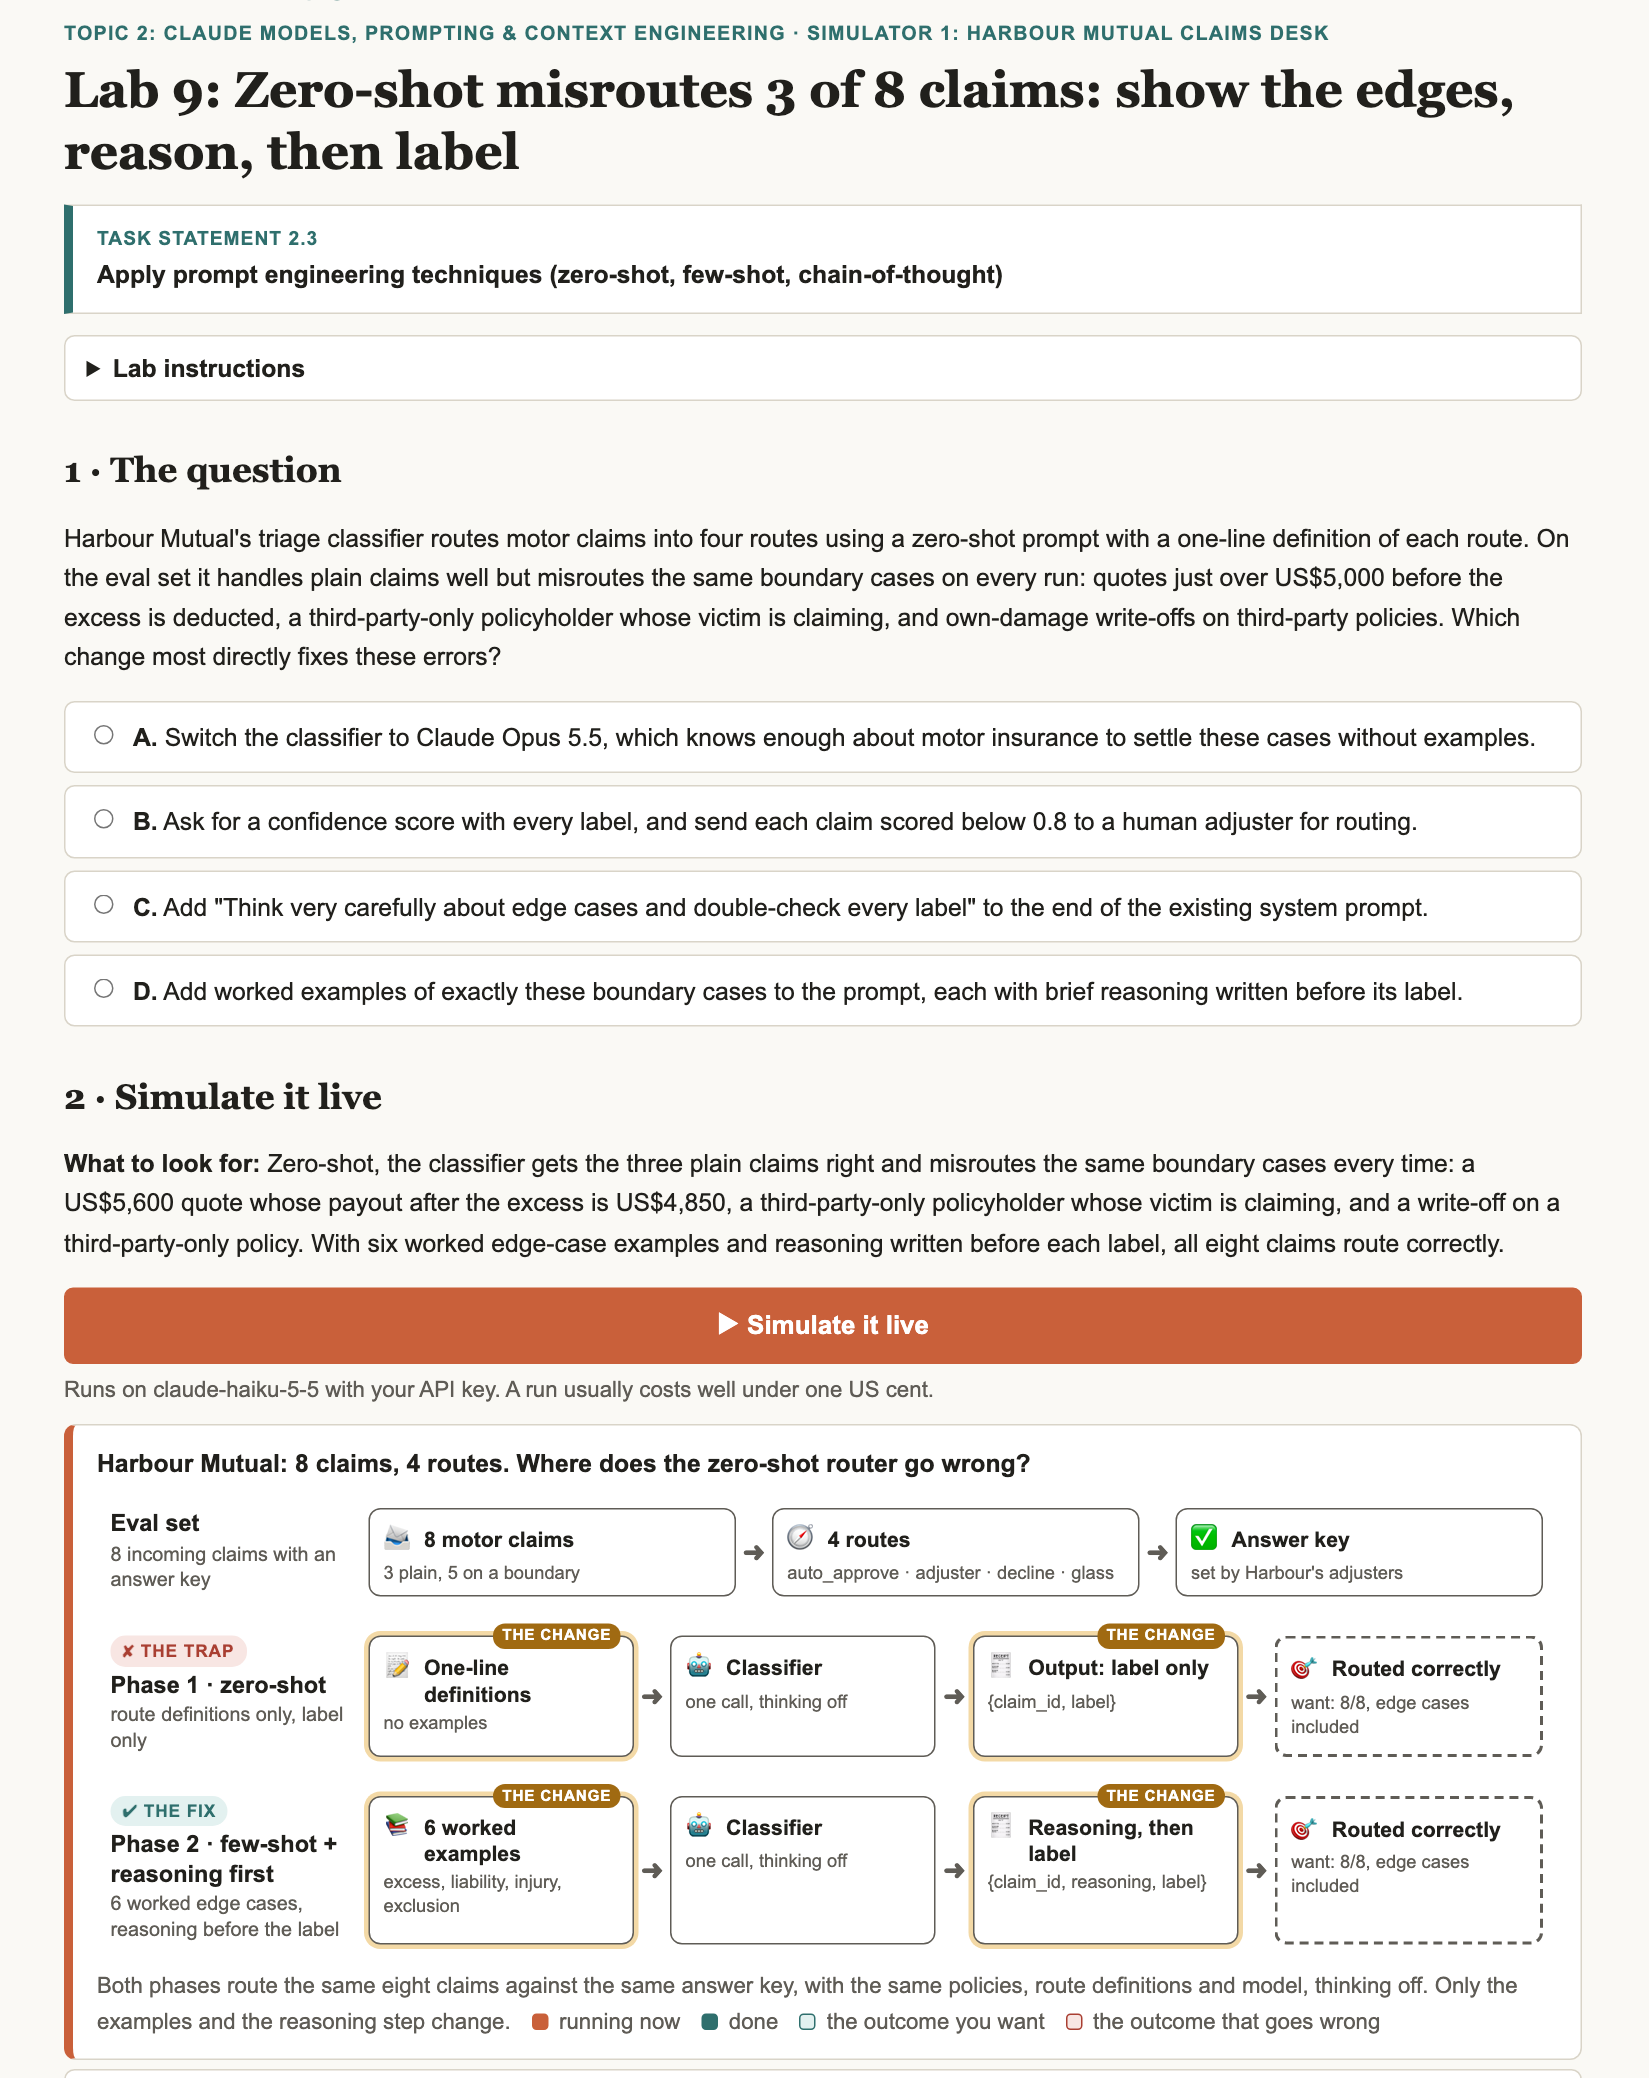 TOPIC 2: CLAUDE MODELS, PROMPTING & CONTEXT ENGINEERING · SIMULATOR 1: HARBOUR MUTUAL CLAIMS DESK
Lab 9: Zero-shot misroutes 3 of 8 claims: show the edges,
reason, then label
TASK STATEMENT 2.3
Apply prompt engineering techniques (zero-shot, few-shot, chain-of-thought)
▶ Lab instructions
1 · The question
Harbour Mutual's triage classifier routes motor claims into four routes using a zero-shot prompt with a one-line definition of each route. On
the eval set it handles plain claims well but misroutes the same boundary cases on every run: quotes just over US$5,000 before the
excess is deducted, a third-party-only policyholder whose victim is claiming, and own-damage write-offs on third-party policies. Which
change most directly fixes these errors?
A. Switch the classifier to Claude Opus 5.5, which knows enough about motor insurance to settle these cases without examples.
B. Ask for a confidence score with every label, and send each claim scored below 0.8 to a human adjuster for routing.
C. Add "Think very carefully about edge cases and double-check every label" to the end of the existing system prompt.
D. Add worked examples of exactly these boundary cases to the prompt, each with brief reasoning written before its label.
2 · Simulate it live
What to look for: Zero-shot, the classifier gets the three plain claims right and misroutes the same boundary cases every time: a
US$5,600 quote whose payout after the excess is US$4,850, a third-party-only policyholder whose victim is claiming, and a write-off on a
third-party-only policy. With six worked edge-case examples and reasoning written before each label, all eight claims route correctly.
▶ Simulate it live
Runs on claude-haiku-5-5 with your API key. A run usually costs well under one US cent.
Harbour Mutual: 8 claims, 4 routes. Where does the zero-shot router go wrong?
Eval set
8 incoming claims with an
answer key
8 motor claims
3 plain, 5 on a boundary
➜
4 routes
auto_approve · adjuster · decline · glass
➜
Answer key
set by Harbour's adjusters
✘ THE TRAP
Phase 1 · zero-shot
route definitions only, label
only
THE CHANGE
One-line
definitions
no examples
➜
Classifier
one call, thinking off
➜
THE CHANGE
Output: label only
{claim_id, label}
➜
Routed correctly
want: 8/8, edge cases
included
✔ THE FIX
Phase 2 · few-shot +
reasoning first
6 worked edge cases,
reasoning before the label
THE CHANGE
6 worked
examples
excess, liability, injury,
exclusion
➜
Classifier
one call, thinking off
➜
THE CHANGE
Reasoning, then
label
{claim_id, reasoning, label}
➜
Routed correctly
want: 8/8, edge cases
included
Both phases route the same eight claims against the same answer key, with the same policies, route definitions and model, thinking off. Only the
examples and the reasoning step change. running now done the outcome you want the outcome that goes wrong